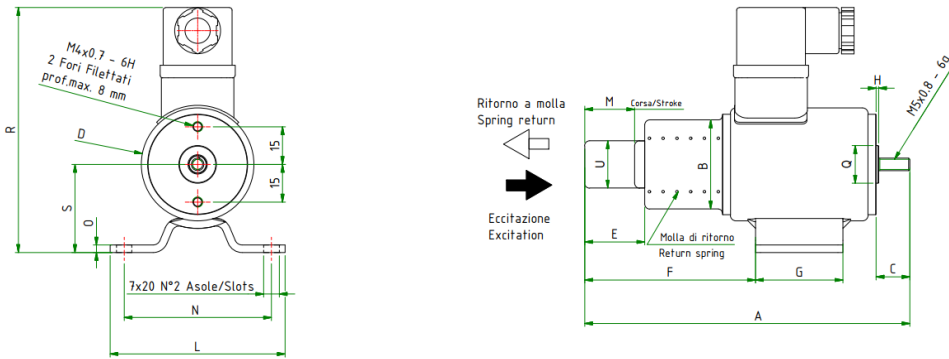 M4x0.7 - 6H
2 Fori Filettati
prof.max. 8 mm
R
D
S
O
15
15
7x20 N°2 Asole/Slots
N
L
Ritorno a molla
Spring return
Eccitazione
Excitation
M
Corsa/Stroke
H
M5x0.8 - 6g
U
B
Q
E
Molla di ritorno
Return spring
F
G
C
A